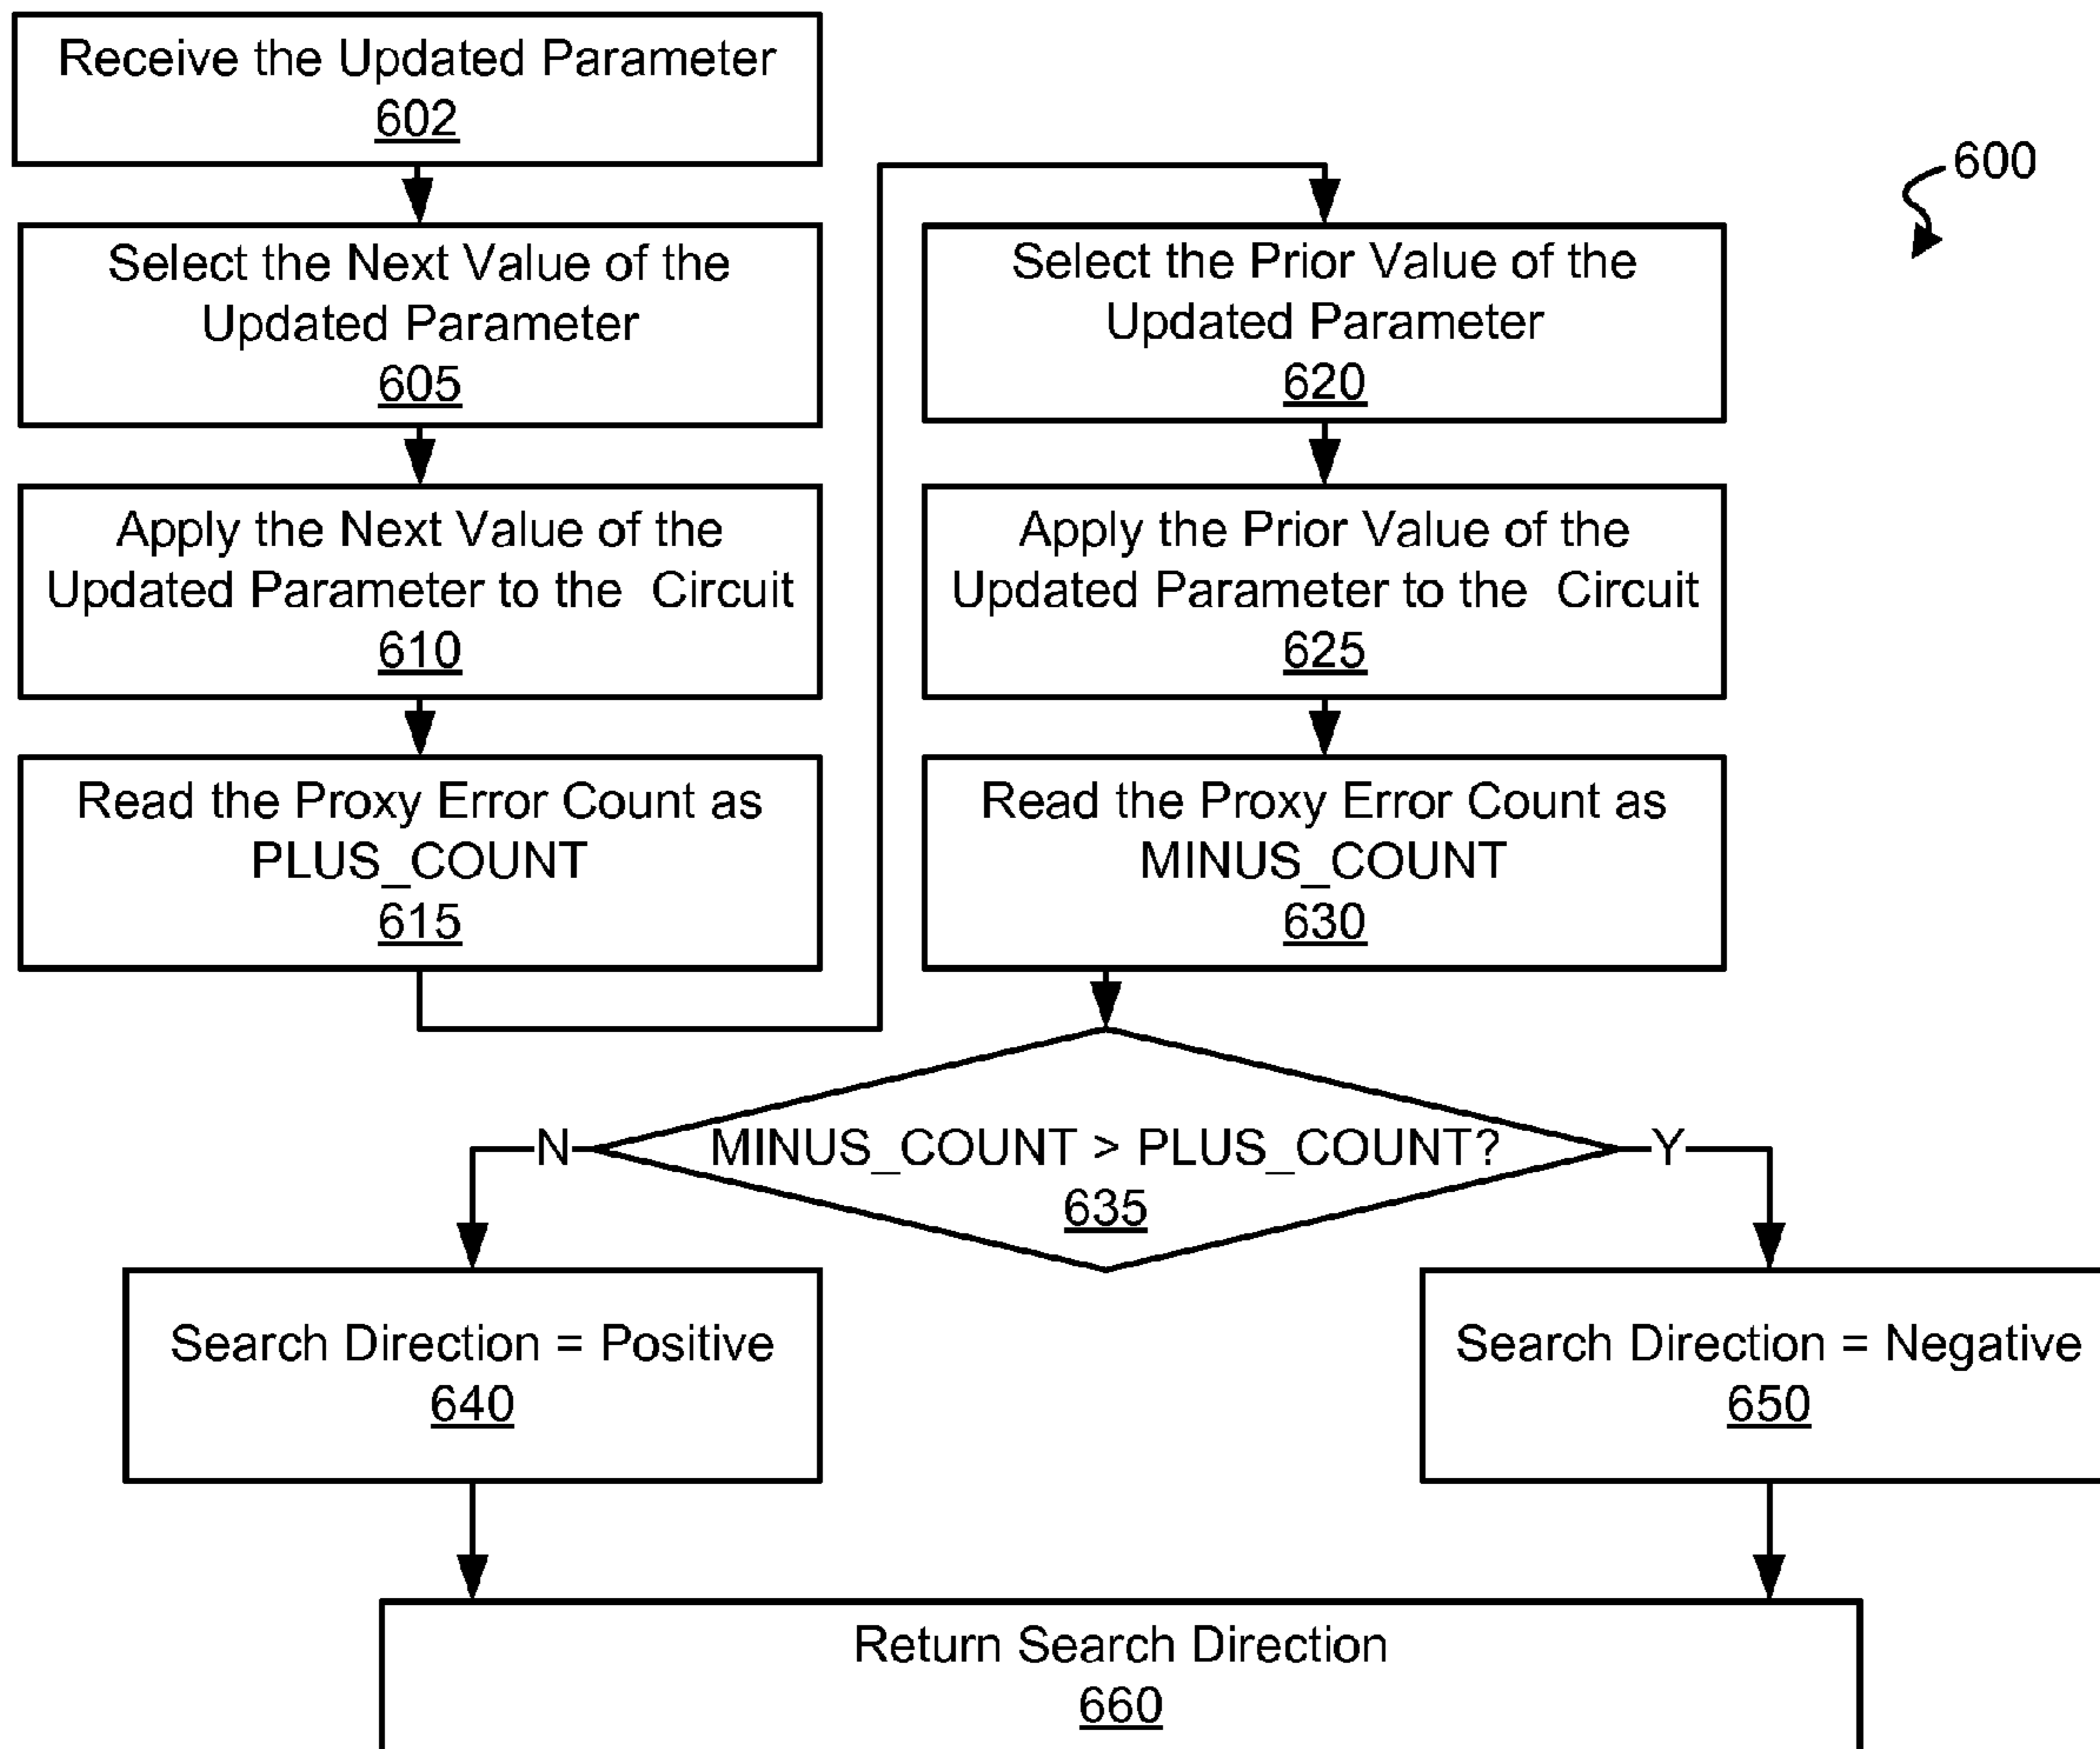 Receive the Updated Parameter
602
Select the Next Value of the
Updated Parameter
605
Apply the Next Value of the
Updated Parameter to the  Circuit
610
Read the Proxy Error Count as
PLUS_COUNT
615
600
Select the Prior Value of the
Updated Parameter
620
Apply the Prior Value of the
Updated Parameter to the  Circuit
625
Read the Proxy Error Count as
MINUS_COUNT
630
N
MINUS_COUNT > PLUS_COUNT?
635
Y
Search Direction = Positive
640
Search Direction = Negative
650
Return Search Direction
660